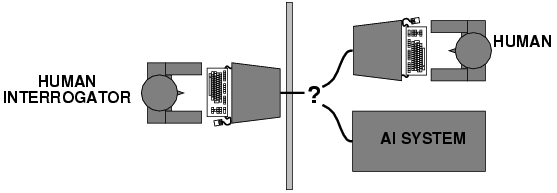 HUMAN
HUMAN
INTERROGATOR
?
AI SYSTEM